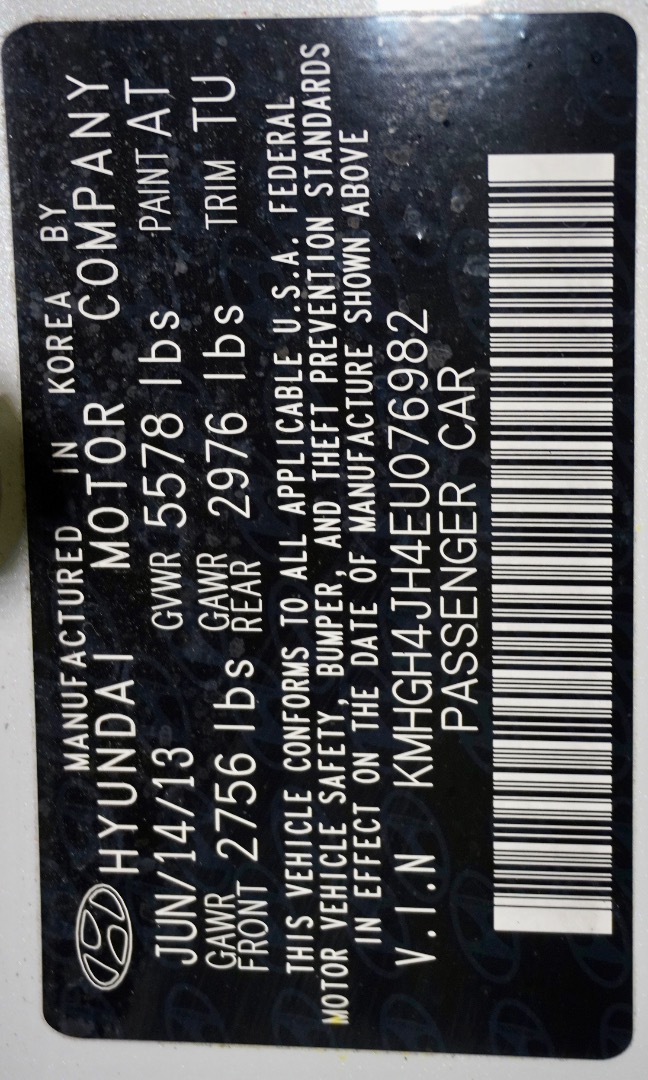 MANUFACTURED IN KOREA BY
HYUNDAI MOTOR COMPANY
JUN/14/13 GVWR 5578 lbs PAINT AT
GAWR FRONT 2756 lbs GAWR REAR 2976 lbs TRIM TU
THIS VEHICLE CONFORMS TO ALL APPLICABLE U.S.A. FEDERAL
MOTOR VEHICLE SAFETY, BUMPER, AND THEFT PREVENTION STANDARDS
IN EFFECT ON THE DATE OF MANUFACTURE SHOWN ABOVE
V.I.N KMHGH4JH4EU076982
PASSENGER CAR